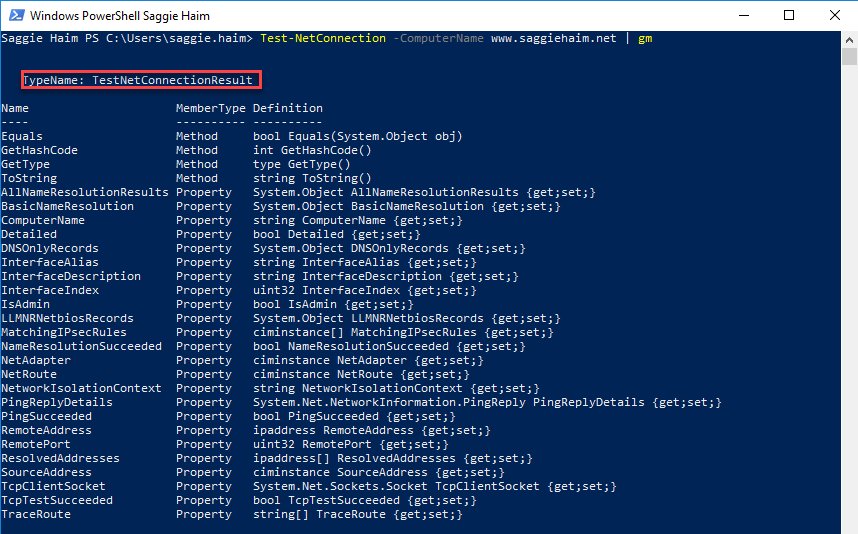 Windows PowerShell Saggie Haim
Saggie Haim PS C:\Users\saggie.haim> Test-NetConnection -ComputerName www.saggiehaim.net | gm
TypeName: TestNetConnectionResult
Name                    MemberType Definition
----                    ---------- ----------
Equals                  Method     bool Equals(System.Object obj)
GetHashCode             Method     int GetHashCode()
GetType                 Method     type GetType()
ToString                Method     string ToString()
AllNameResolutionResults Property   System.Object AllNameResolutionResults {get;set;}
BasicNameResolution     Property   System.Object BasicNameResolution {get;set;}
ComputerName            Property   string ComputerName {get;set;}
Detailed                Property   bool Detailed {get;set;}
DNSOnlyRecords          Property   System.Object DNSOnlyRecords {get;set;}
InterfaceAlias          Property   string InterfaceAlias {get;set;}
InterfaceDescription    Property   string InterfaceDescription {get;set;}
InterfaceIndex          Property   uint32 InterfaceIndex {get;set;}
IsAdmin                 Property   bool IsAdmin {get;set;}
LLMNRNetbiosRecords     Property   System.Object LLMNRNetbiosRecords {get;set;}
MatchingIPsecRules      Property   ciminstance[] MatchingIPsecRules {get;set;}
NameResolutionSucceeded Property   bool NameResolutionSucceeded {get;set;}
NetAdapter              Property   ciminstance NetAdapter {get;set;}
NetRoute                Property   ciminstance NetRoute {get;set;}
NetworkIsolationContext Property   string NetworkIsolationContext {get;set;}
PingReplyDetails        Property   System.Net.NetworkInformation.PingReply PingReplyDetails {get;set;}
PingSucceeded           Property   bool PingSucceeded {get;set;}
RemoteAddress           Property   ipaddress RemoteAddress {get;set;}
RemotePort              Property   uint32 RemotePort {get;set;}
ResolvedAddresses       Property   ipaddress[] ResolvedAddresses {get;set;}
SourceAddress           Property   ciminstance SourceAddress {get;set;}
TcpClientSocket         Property   System.Net.Sockets.Socket TcpClientSocket {get;set;}
TcpTestSucceeded        Property   bool TcpTestSucceeded {get;set;}
TraceRoute              Property   string[] TraceRoute {get;set;}